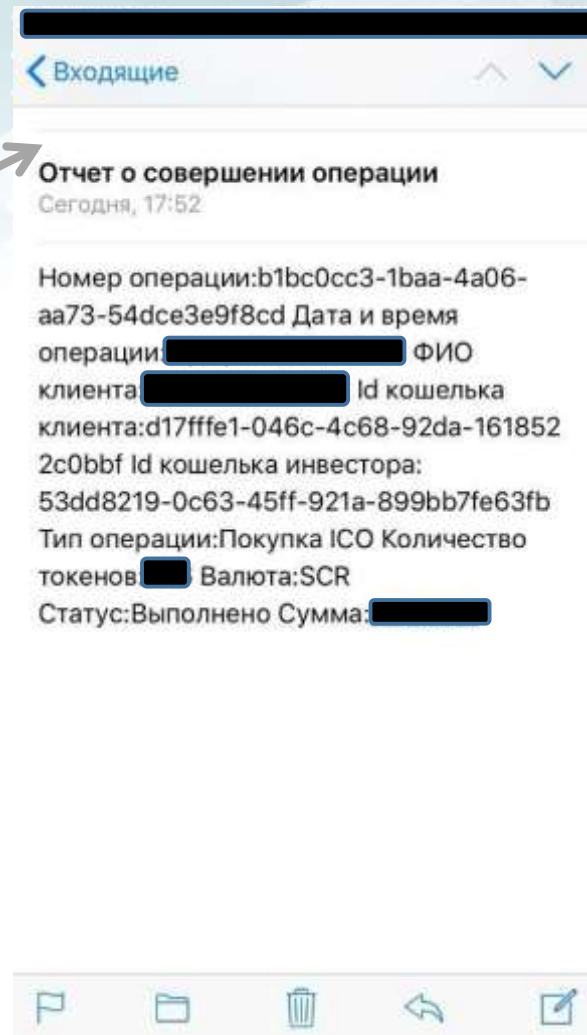 Входящие
Отчет о совершении операции
Сегодня, 17:52
Номер операции:b1bc0cc3-1baa-4a06-
aa73-54dce3e9f8cd Дата и время
операции: ФИО
клиента: Id кошелька
клиента:d17fffe1-046c-4c68-92da-161852
2c0bbf Id кошелька инвестора:
53dd8219-0c63-45ff-921a-899bb7fe63fb
Тип операции:Покупка ICO Количество
токенов: Валюта:SCR
Статус:Выполнено Сумма: